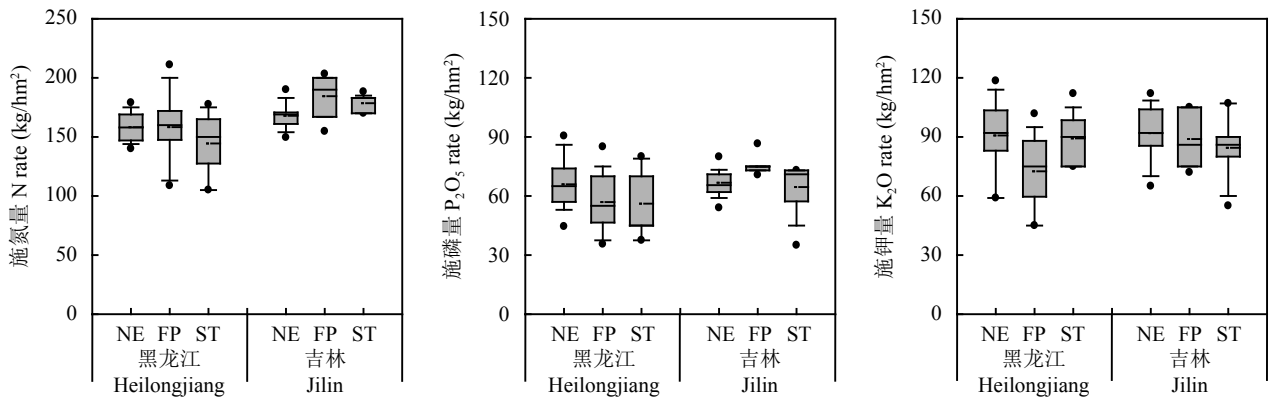 施氮量 N rate (kg/hm²)
250
200
150
100
50
0
NE FP ST NE FP ST
黑龙江 吉林
Heilongjiang Jilin
施磷量 P₂O₅ rate (kg/hm²)
150
120
90
60
30
0
NE FP ST NE FP ST
黑龙江 吉林
Heilongjiang Jilin
施钾量 K₂O rate (kg/hm²)
150
120
90
60
30
0
NE FP ST NE FP ST
黑龙江 吉林
Heilongjiang Jilin